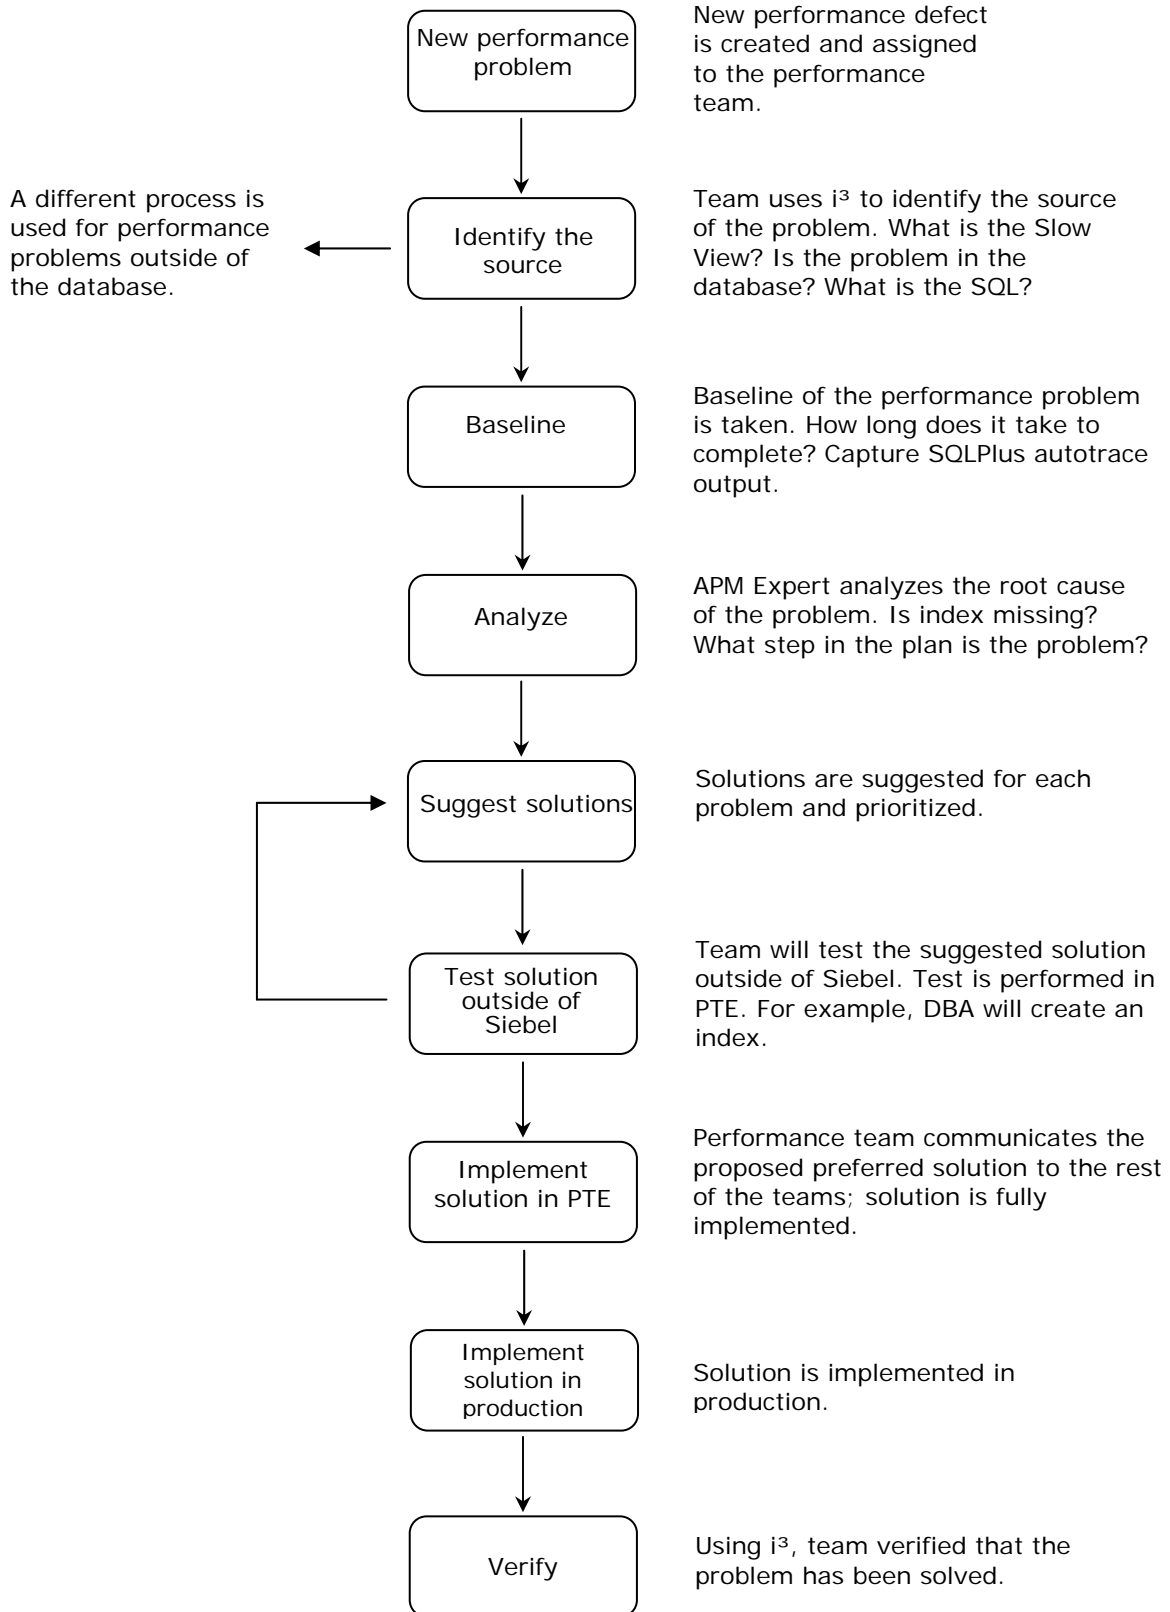 New performance
problem
New performance defect
is created and assigned
to the performance
team.
A different process is
used for performance
problems outside of
the database.
Identify the
source
Team uses i³ to identify the source
of the problem. What is the Slow
View? Is the problem in the
database? What is the SQL?
Baseline
Baseline of the performance problem
is taken. How long does it take to
complete? Capture SQLPlus autotrace
output.
Analyze
APM Expert analyzes the root cause
of the problem. Is index missing?
What step in the plan is the problem?
Suggest solutions
Solutions are suggested for each
problem and prioritized.
Test solution
outside of
Siebel
Team will test the suggested solution
outside of Siebel. Test is performed in
PTE. For example, DBA will create an
index.
Implement
solution in PTE
Performance team communicates the
proposed preferred solution to the rest
of the teams; solution is fully
implemented.
Implement
solution in
production
Solution is implemented in
production.
Verify
Using i³, team verified that the
problem has been solved.